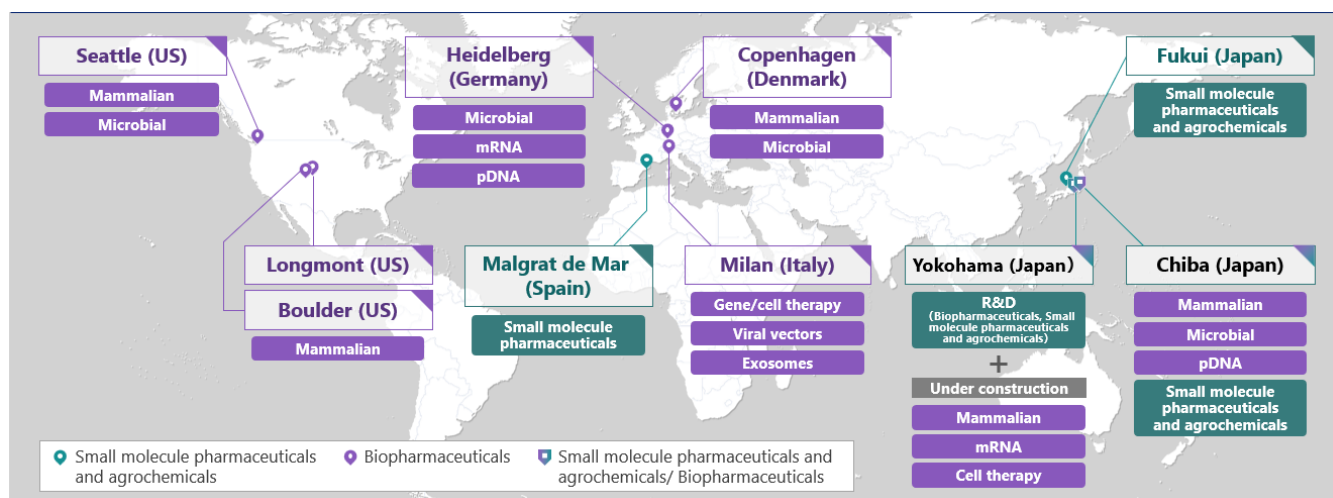 Seattle (US)
Mammalian
Microbial
Heidelberg
(Germany)
Microbial
mRNA
pDNA
Copenhagen
(Denmark)
Mammalian
Microbial
Fukui (Japan)
Small molecule
pharmaceuticals
and agrochemicals
Longmont (US)
Boulder (US)
Mammalian
Malgrat de Mar
(Spain)
Small molecule
pharmaceuticals
Milan (Italy)
Gene/cell therapy
Viral vectors
Exosomes
Yokohama (Japan)
R&D
(Biopharmaceuticals, Small
molecule pharmaceuticals
and agrochemicals)
+
Under construction
Mammalian
mRNA
Cell therapy
Chiba (Japan)
Mammalian
Microbial
pDNA
Small molecule
pharmaceuticals
and agrochemicals
Small molecule pharmaceuticals
and agrochemicals
Biopharmaceuticals
Small molecule pharmaceuticals and
agrochemicals/ Biopharmaceuticals